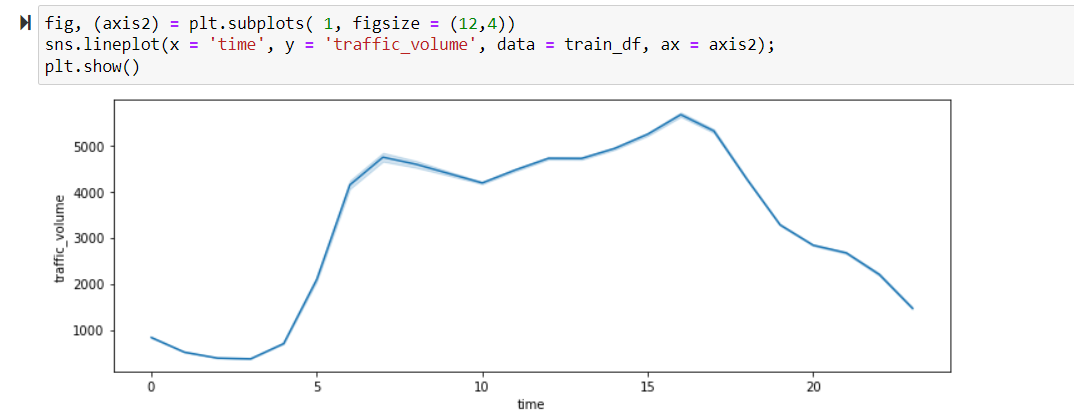 fig, (axis2) = plt.subplots( 1, figsize = (12,4))
sns.lineplot(x = 'time', y = 'traffic_volume', data = train_df, ax = axis2);
plt.show()
5000
4000
3000
2000
1000
traffic_volume
0 5 10 15 20
time